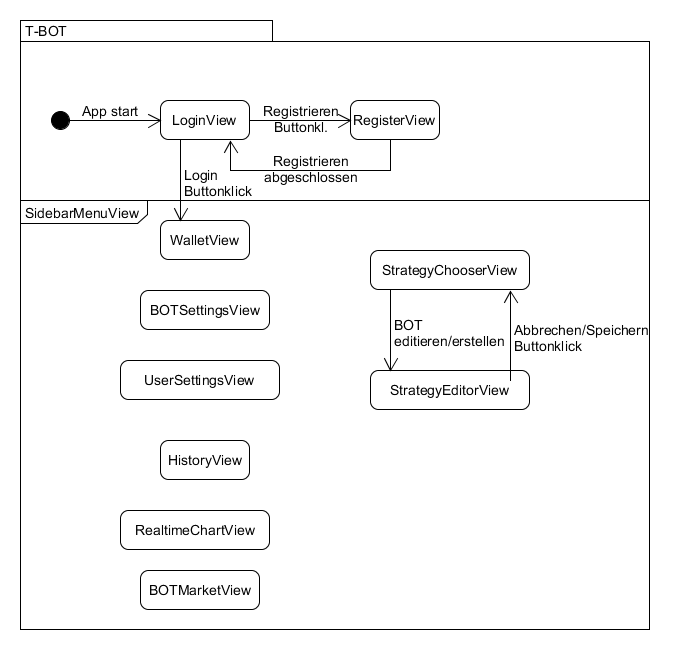 T-BOT
App start
LoginView
Registrieren
Buttonkl.
RegisterView
Registrieren
abgeschlossen
Login
Buttonklick
SidebarMenuView
WalletView
StrategyChooserView
BOTSettingsView
BOT
editieren/erstellen
Abbrechen/Speichern
Buttonklick
UserSettingsView
StrategyEditorView
HistoryView
RealtimeChartView
BOTMarketView